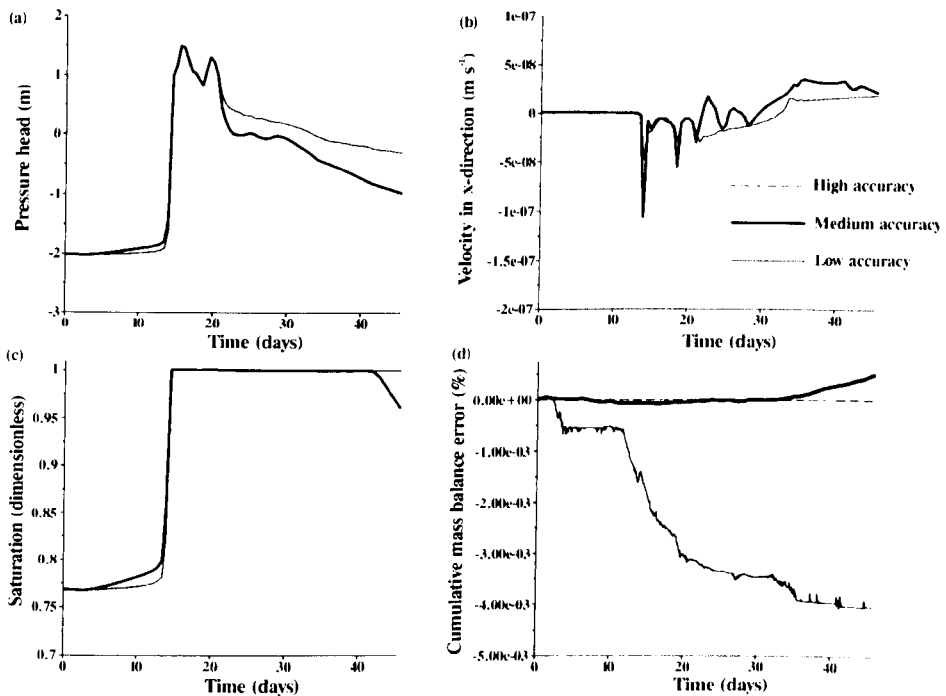 (a)
Pressure head (m)
2
1
0
-1
-2
-3
0
10
20
30
40
Time (days)
(b)
Velocity in x-direction (m s⁻¹)
1e-07
5e-08
0
-5e-08
-1e-07
-1.5e-07
-2e-07
0
10
20
30
40
Time (days)
High accuracy
Medium accuracy
Low accuracy
(c)
Saturation (dimensionless)
0.95
0.9
0.85
0.8
0.75
0.7
0
10
20
30
40
Time (days)
(d)
Cumulative mass balance error (%)
0.00e+00
-1.00e-03
-2.00e-03
-3.00e-03
-4.00e-03
-5.00e-03
0
10
20
30
40
Time (days)